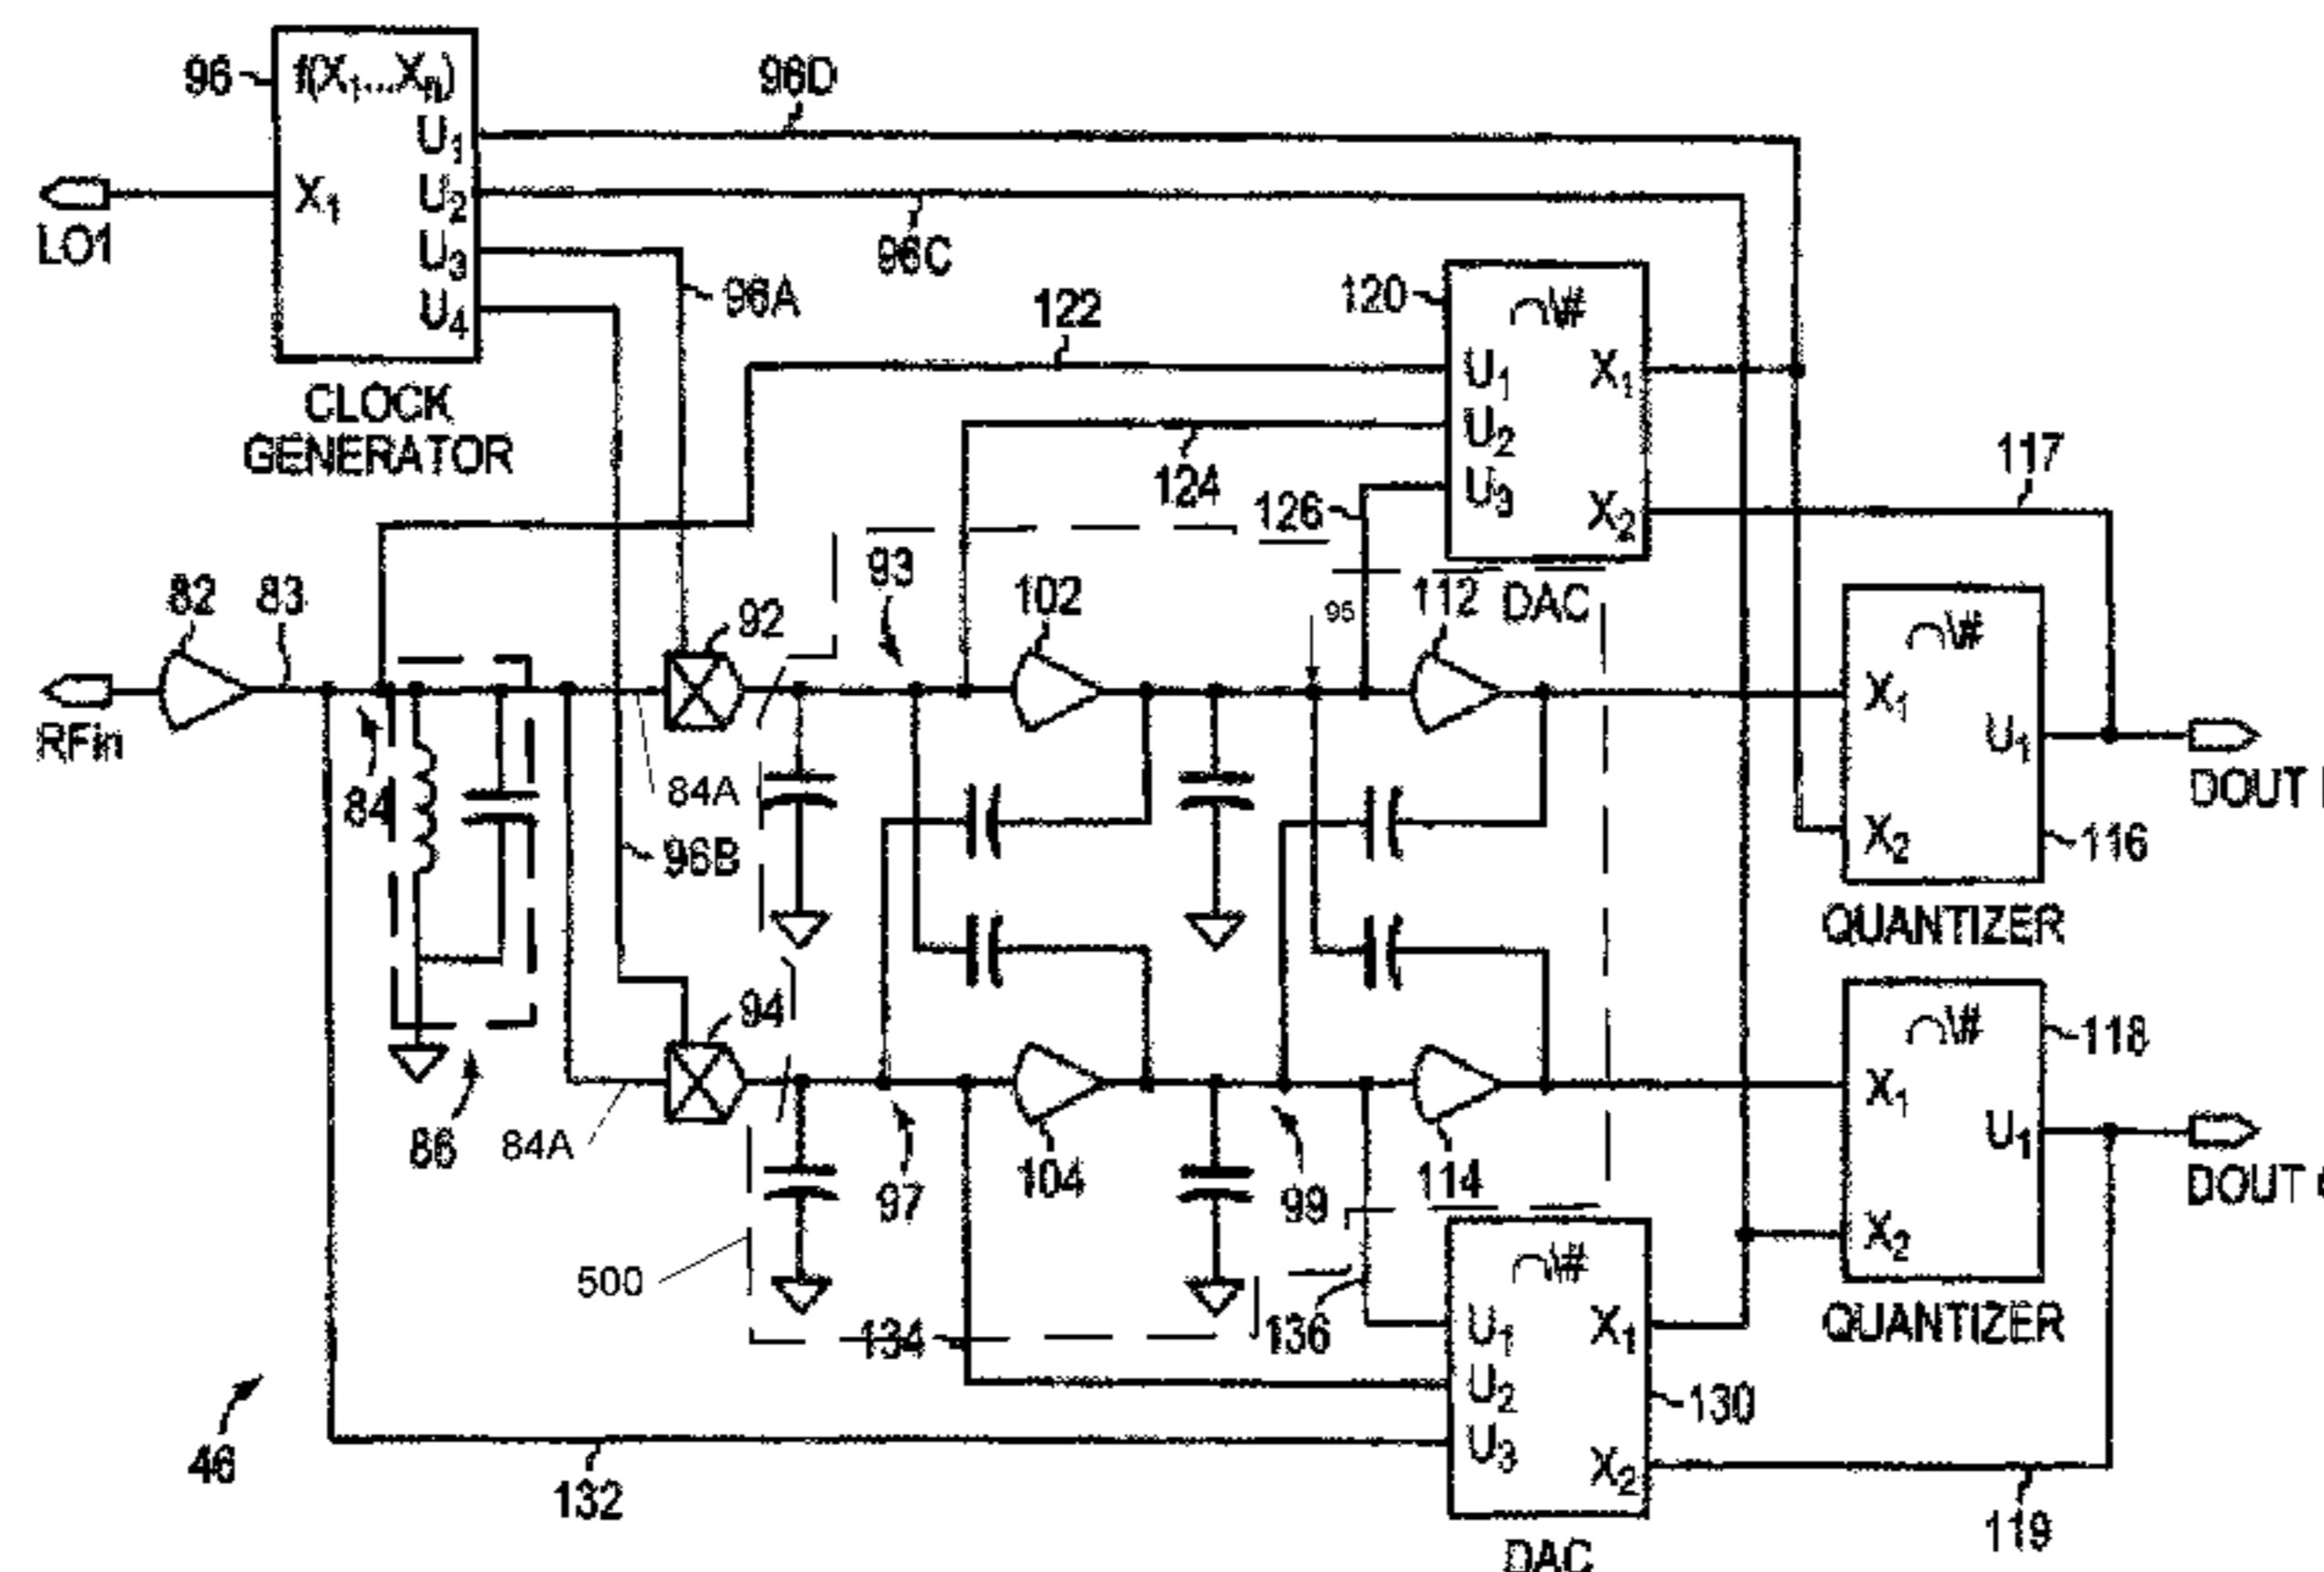 96
f(X₁...Xₙ)
96D
U₁
X₁
U₂
LO1
U₃
96C
U₄
96A
120
∩\#
122
CLOCK
GENERATOR
U₁
X₁
U₂
124
117
U₃
126
X₂
82
83
92
93
102
95
112
DAC
∩\#
RFin
X₁
U₁
84
84A
DOUT
96B
X₂
116
QUANTIZER
94
∩\#
118
86
84A
97
104
99
114
X₁
U₁
DOUT
500
X₂
∩\#
134
136
U₁
X₁
QUANTIZER
U₂
130
46
U₃
X₂
132
119
DAC